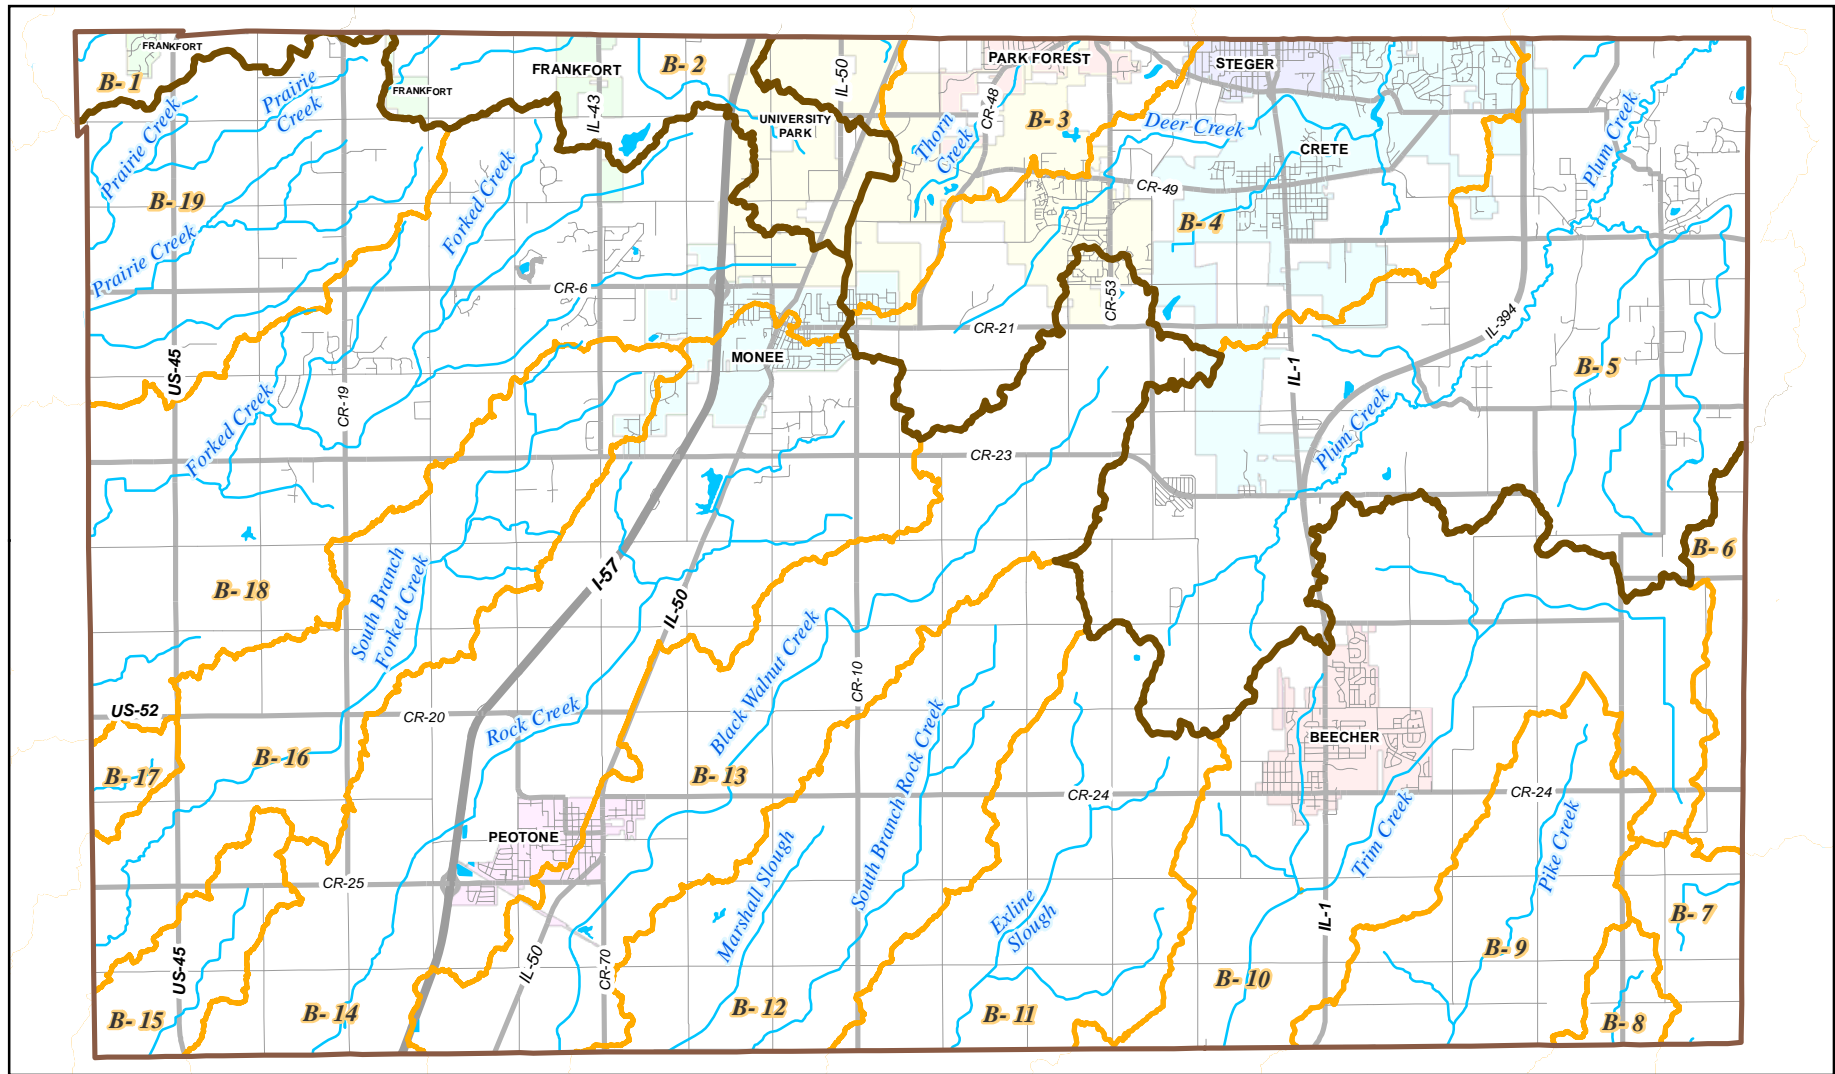 FRANKFORT
B- 1
Prairie
Creek
FRANKFORT
FRANKFORT
IL-43
B- 2
IL-50
UNIVERSITY
PARK
PARK FOREST
CR-48
B- 3
Thorn
Creek
STEGER
Deer Creek
CRETE
CR-49
Plum Creek
Prairie Creek
B- 19
Prairie Creek
Forked Creek
CR-6
B- 4
CR-53
CR-21
IL-394
MONEE
US-45
CR-19
Forked Creek
IL-1
B- 5
Plum Creek
CR-23
B- 6
I-57
IL-50
B- 18
South Branch
Forked Creek
Black Walnut Creek
CR-10
US-52
CR-20
Rock Creek
South Branch Rock Creek
BEECHER
B- 17
B- 16
B- 13
CR-24
CR-24
Trim Creek
Pike Creek
PEOTONE
Marshall Slough
CR-25
Exline
Slough
IL-1
B- 7
B- 9
US-45
IL-50
CR-70
B- 10
B- 15
B- 14
B- 12
B- 11
B- 8